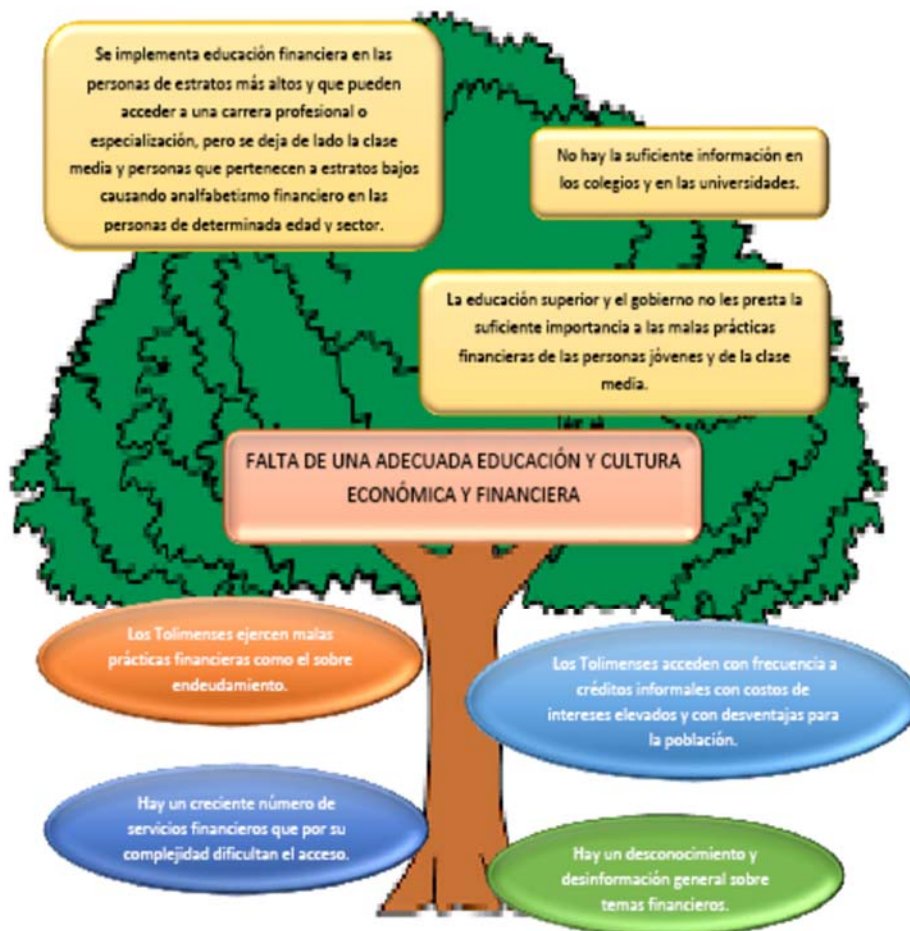 Se implementa educación financiera en las
personas de estratos más altos y que pueden
acceder a una carrera profesional o
especialización, pero se deja de lado la clase
media y personas que pertenecen a estratos bajos
causando analfabetismo financiero en las
personas de determinada edad y sector.
No hay la suficiente información en
los colegios y en las universidades.
La educación superior y el gobierno no les presta la
suficiente importancia a las malas prácticas
financieras de las personas jóvenes y de la clase
media.
FALTA DE UNA ADECUADA EDUCACIÓN Y CULTURA
ECONÓMICA Y FINANCIERA
Los Tolimenses ejercen malas
prácticas financieras como el sobre
endeudamiento.
Los Tolimenses acceden con frecuencia a
créditos informales con costos de
intereses elevados y con desventajas para
la población.
Hay un creciente número de
servicios financieros que por su
complejidad dificultan el acceso.
Hay un desconocimiento y
desinformación general sobre
temas financieros.